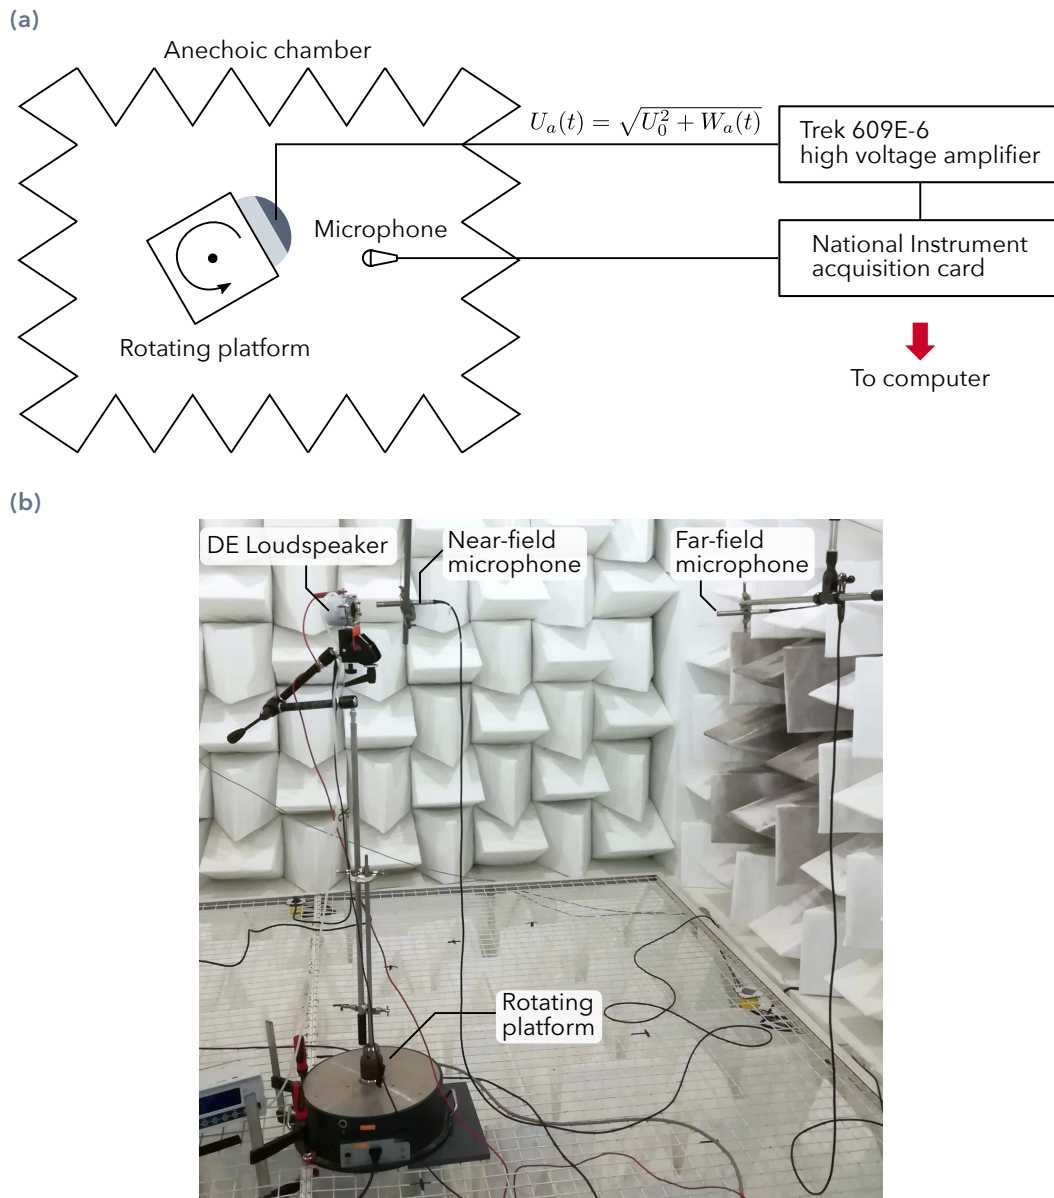 (a)
Anechoic chamber
U_a(t) = √(U_0^2 + W_a(t))
Trek 609E-6
high voltage amplifier
Microphone
National Instrument
acquisition card
Rotating platform
To computer
(b)
DE Loudspeaker
Near-field
microphone
Far-field
microphone
Rotating
platform